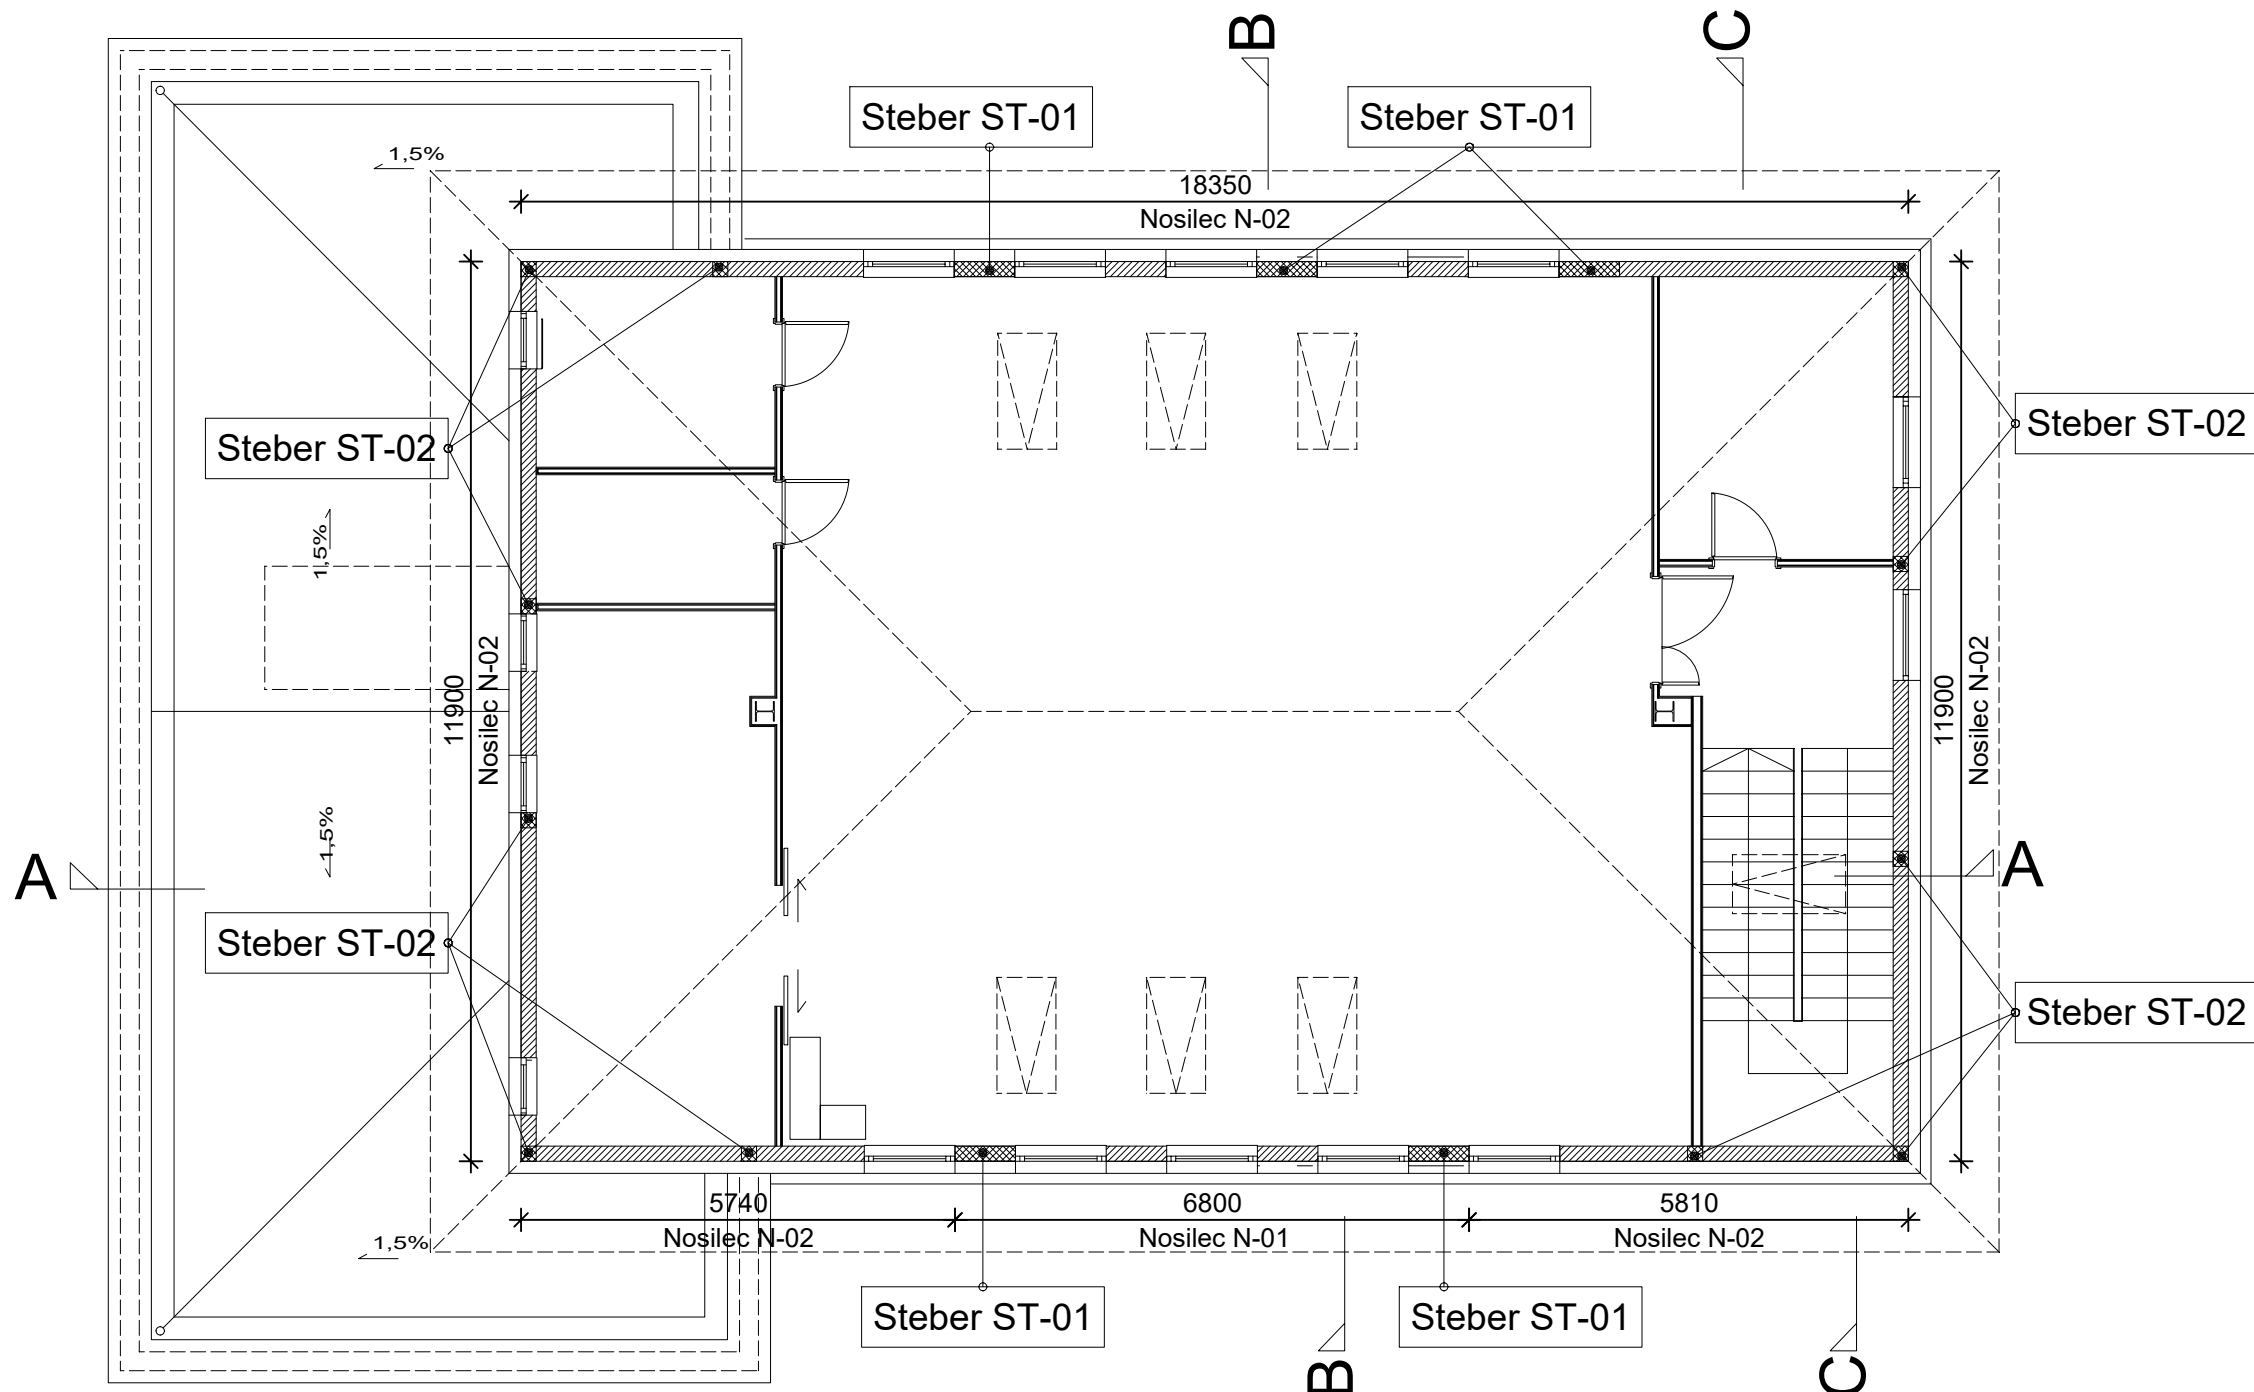 B
C
Steber ST-01
Steber ST-01
1,5%
18350
Nosilec N-02
Steber ST-02
Steber ST-02
1,5%
11900
Nosilec N-02
11900
Nosilec N-02
1,5%
A
A
Steber ST-02
Steber ST-02
5740
Nosilec N-02
6800
Nosilec N-01
5810
Nosilec N-02
1,5%
Steber ST-01
Steber ST-01
B
C